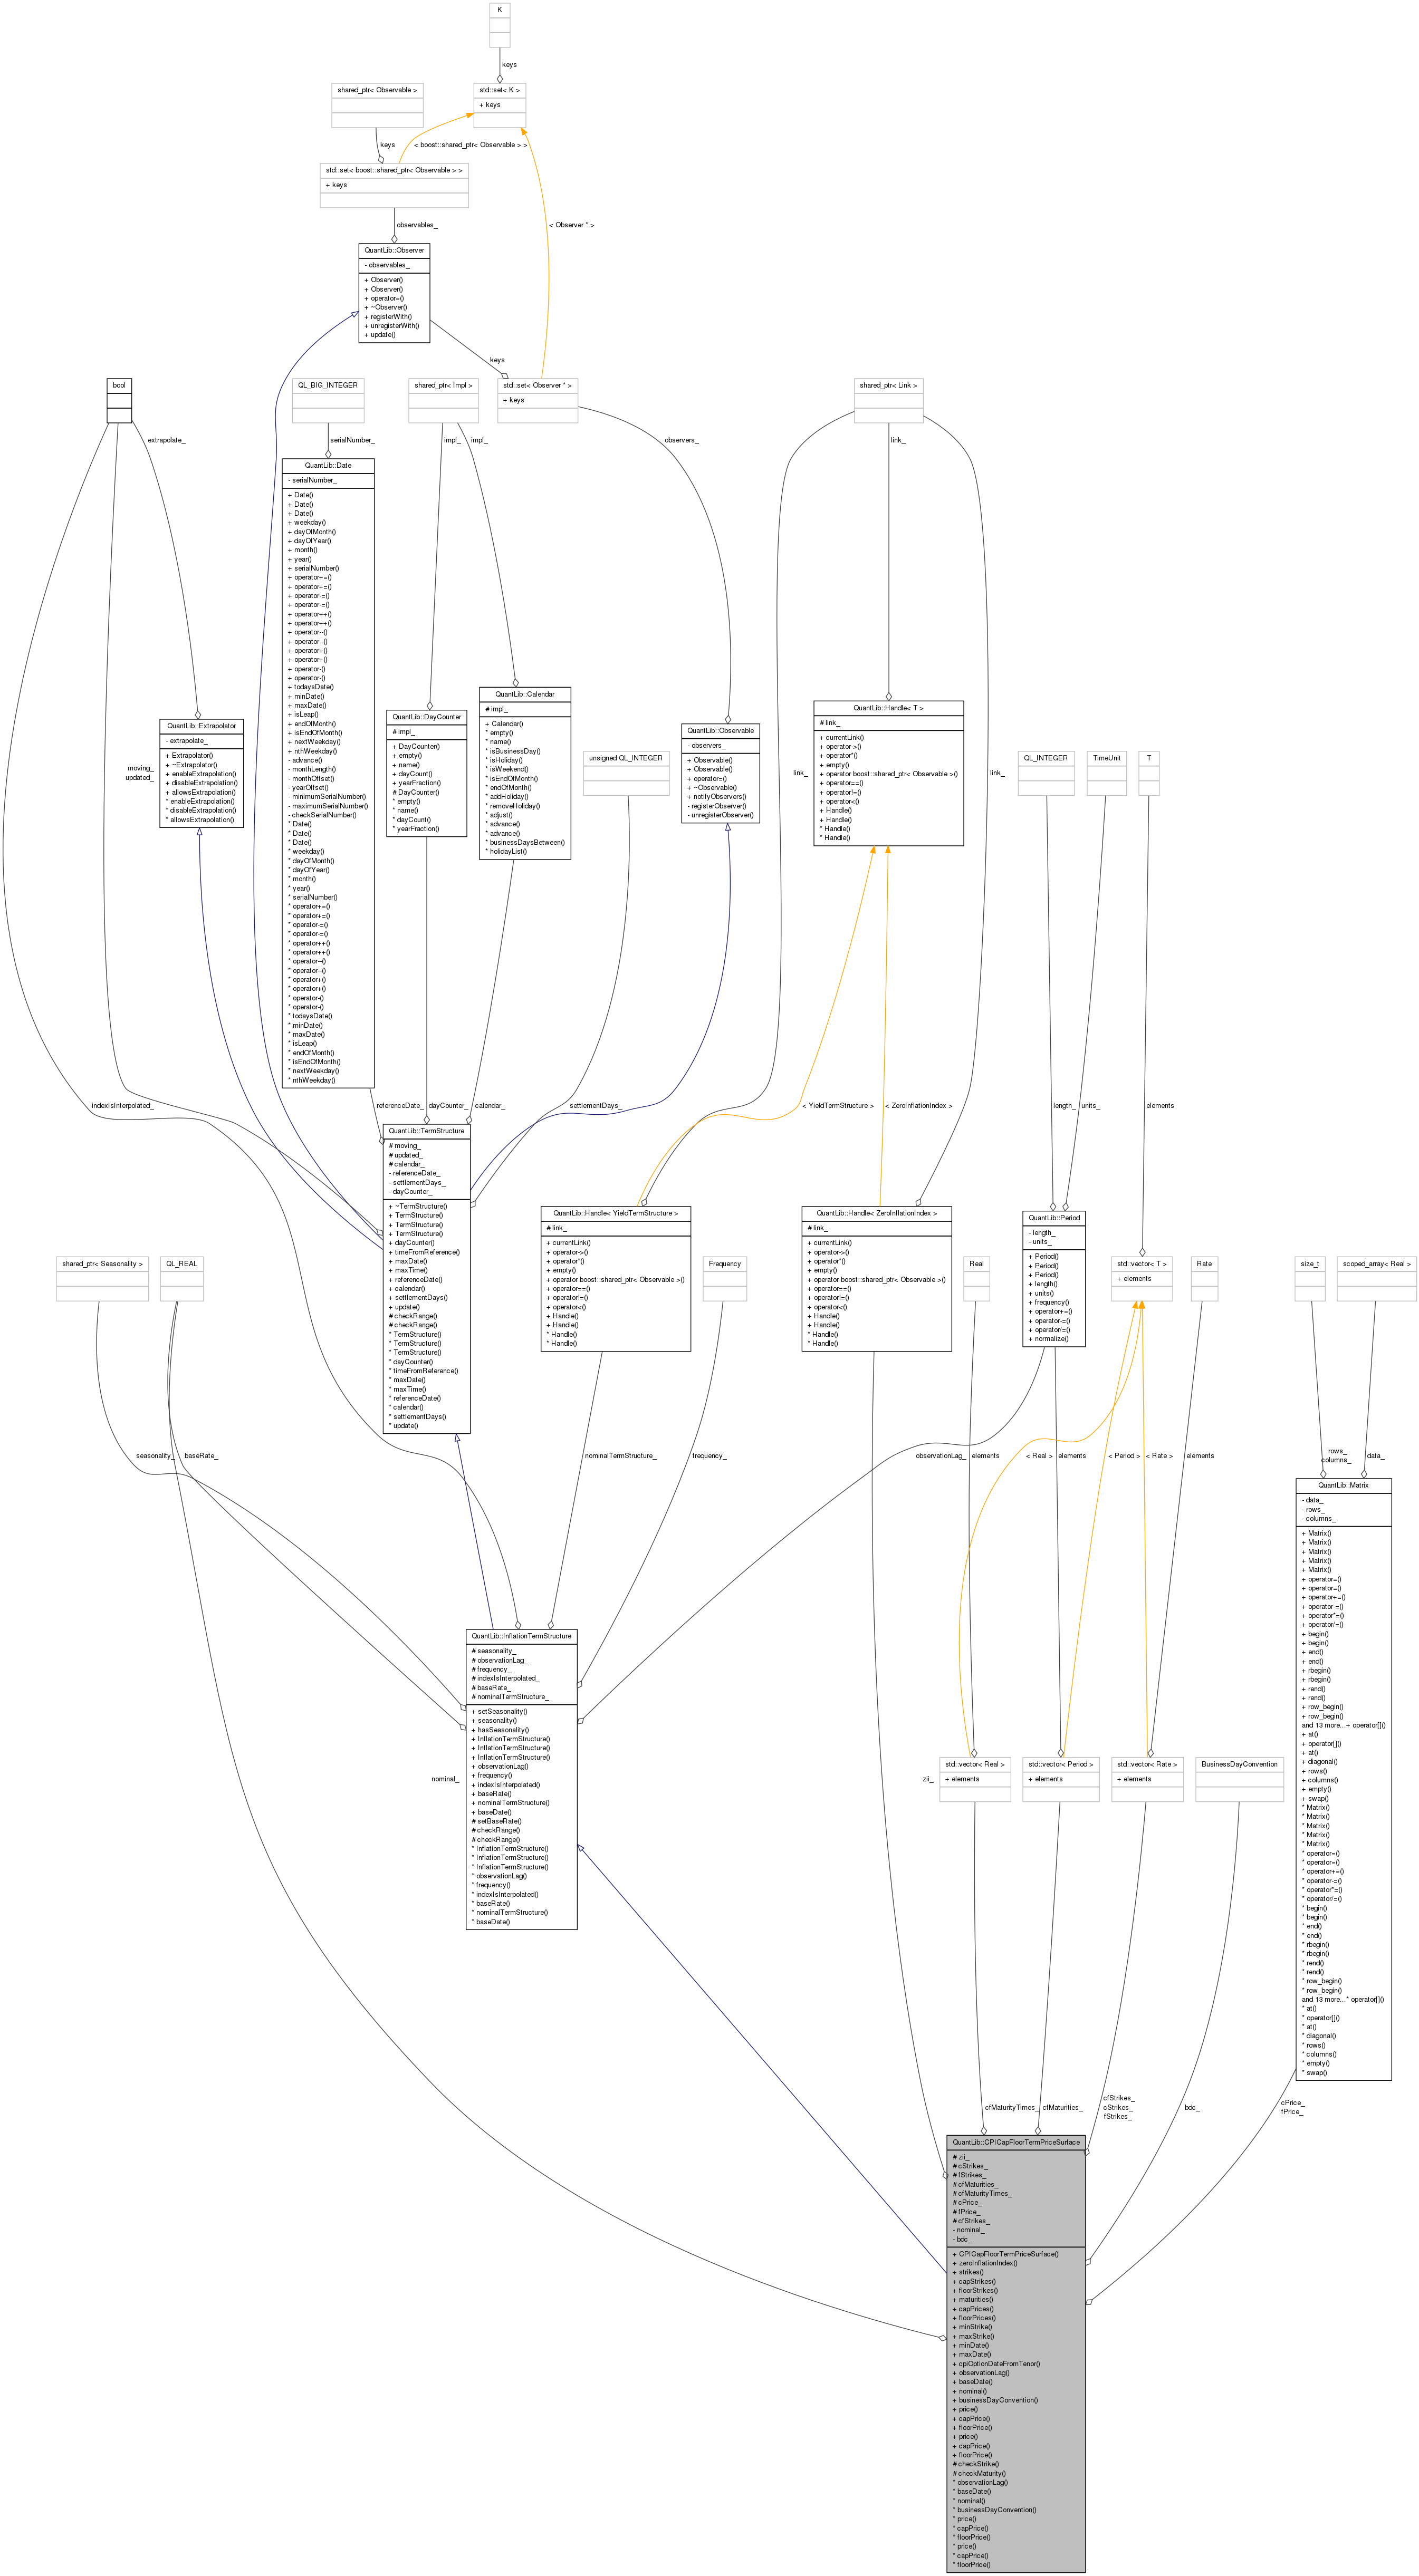 K
keys
shared_ptr< Observable >
std::set< K >
+ keys
keys
< boost::shared_ptr< Observable > >
std::set< boost::shared_ptr< Observable > >
+ keys
observables_
< Observer * >
QuantLib::Observer
- observables_
+ Observer()
+ Observer()
+ operator=()
+ ~Observer()
+ registerWith()
+ unregisterWith()
+ update()
keys
bool
QL_BIG_INTEGER
shared_ptr< Impl >
std::set< Observer * >
+ keys
shared_ptr< Link >
extrapolate_
serialNumber_
impl_
impl_
observers_
link_
QuantLib::Date
- serialNumber_
+ Date()
+ Date()
+ Date()
+ weekday()
+ dayOfMonth()
+ dayOfYear()
+ month()
+ year()
+ serialNumber()
+ operator+=()
+ operator+=()
+ operator-=()
+ operator-=()
+ operator++()
+ operator++()
+ operator--()
+ operator--()
+ operator+()
+ operator+()
+ operator-()
+ operator-()
+ todaysDate()
+ minDate()
+ maxDate()
+ isLeap()
+ endOfMonth()
+ isEndOfMonth()
+ nextWeekday()
+ nthWeekday()
- advance()
- monthLength()
- monthOffset()
- yearOffset()
- minimumSerialNumber()
- maximumSerialNumber()
- checkSerialNumber()
* Date()
* Date()
* Date()
* weekday()
* dayOfMonth()
* dayOfYear()
* month()
* year()
* serialNumber()
* operator+=()
* operator+=()
* operator-=()
* operator-=()
* operator++()
* operator++()
* operator--()
* operator--()
* operator+()
* operator+()
* operator-()
* operator-()
* todaysDate()
* minDate()
* maxDate()
* isLeap()
* endOfMonth()
* isEndOfMonth()
* nextWeekday()
* nthWeekday()
QuantLib::Extrapolator
- extrapolate_
+ Extrapolator()
+ ~Extrapolator()
+ enableExtrapolation()
+ disableExtrapolation()
+ allowsExtrapolation()
* enableExtrapolation()
* disableExtrapolation()
* allowsExtrapolation()
moving_
updated_
QuantLib::DayCounter
# impl_
+ DayCounter()
+ empty()
+ name()
+ dayCount()
+ yearFraction()
# DayCounter()
* empty()
* name()
* dayCount()
* yearFraction()
QuantLib::Calendar
# impl_
+ Calendar()
* empty()
* name()
* isBusinessDay()
* isHoliday()
* isWeekend()
* isEndOfMonth()
* endOfMonth()
* addHoliday()
* removeHoliday()
* adjust()
* advance()
* advance()
* businessDaysBetween()
* holidayList()
unsigned QL_INTEGER
QuantLib::Observable
- observers_
+ Observable()
+ Observable()
+ operator=()
+ ~Observable()
+ notifyObservers()
- registerObserver()
- unregisterObserver()
link_
QuantLib::Handle< T >
# link_
+ currentLink()
+ operator->()
+ operator*()
+ empty()
+ operator boost::shared_ptr< Observable >()
+ operator==()
+ operator!=()
+ operator<()
+ Handle()
+ Handle()
* Handle()
* Handle()
link_
QL_INTEGER
TimeUnit
T
indexIsInterpolated_
referenceDate_
dayCounter_
calendar_
settlementDays_
< YieldTermStructure >
< ZeroInflationIndex >
length_
units_
elements
QuantLib::TermStructure
# moving_
# updated_
# calendar_
- referenceDate_
- settlementDays_
- dayCounter_
+ ~TermStructure()
+ TermStructure()
+ TermStructure()
+ TermStructure()
+ dayCounter()
+ timeFromReference()
+ maxDate()
+ maxTime()
+ referenceDate()
+ calendar()
+ settlementDays()
+ update()
# checkRange()
# checkRange()
* TermStructure()
* TermStructure()
* TermStructure()
* dayCounter()
* timeFromReference()
* maxDate()
* maxTime()
* referenceDate()
* calendar()
* settlementDays()
* update()
QuantLib::Handle< YieldTermStructure >
# link_
+ currentLink()
+ operator->()
+ operator*()
+ empty()
+ operator boost::shared_ptr< Observable >()
+ operator==()
+ operator!=()
+ operator<()
+ Handle()
+ Handle()
* Handle()
* Handle()
QuantLib::Handle< ZeroInflationIndex >
# link_
+ currentLink()
+ operator->()
+ operator*()
+ empty()
+ operator boost::shared_ptr< Observable >()
+ operator==()
+ operator!=()
+ operator<()
+ Handle()
+ Handle()
* Handle()
* Handle()
QuantLib::Period
- length_
- units_
+ Period()
+ Period()
+ Period()
+ length()
+ units()
+ frequency()
+ operator+=()
+ operator-=()
+ operator/=()
+ normalize()
shared_ptr< Seasonality >
QL_REAL
Frequency
Real
std::vector< T >
+ elements
Rate
size_t
scoped_array< Real >
seasonality_
baseRate_
nominalTermStructure_
frequency_
observationLag_
elements
< Real >
elements
< Period >
< Rate >
elements
rows_
columns_
data_
QuantLib::Matrix
- data_
- rows_
- columns_
+ Matrix()
+ Matrix()
+ Matrix()
+ Matrix()
+ Matrix()
+ operator=()
+ operator=()
+ operator+=()
+ operator-=()
+ operator*=()
+ operator/=()
+ begin()
+ begin()
+ end()
+ end()
+ rbegin()
+ rbegin()
+ rend()
+ rend()
+ row_begin()
+ row_begin()
and 13 more...+ operator[]()
+ at()
+ operator[]()
+ at()
+ diagonal()
+ rows()
+ columns()
+ empty()
+ swap()
* Matrix()
* Matrix()
* Matrix()
* Matrix()
* Matrix()
* operator=()
* operator=()
* operator+=()
* operator-=()
* operator*=()
* operator/=()
* begin()
* begin()
* end()
* end()
* rbegin()
* rbegin()
* rend()
* rend()
* row_begin()
* row_begin()
and 13 more...* operator[]()
* at()
* operator[]()
* at()
* diagonal()
* rows()
* columns()
* empty()
* swap()
QuantLib::InflationTermStructure
# seasonality_
# observationLag_
# frequency_
# indexIsInterpolated_
# baseRate_
# nominalTermStructure_
+ setSeasonality()
+ seasonality()
+ hasSeasonality()
+ InflationTermStructure()
+ InflationTermStructure()
+ InflationTermStructure()
+ observationLag()
+ frequency()
+ indexIsInterpolated()
+ baseRate()
+ nominalTermStructure()
+ baseDate()
# setBaseRate()
# checkRange()
# checkRange()
* InflationTermStructure()
* InflationTermStructure()
* InflationTermStructure()
* observationLag()
* frequency()
* indexIsInterpolated()
* baseRate()
* nominalTermStructure()
* baseDate()
nominal_
zii_
std::vector< Real >
+ elements
std::vector< Period >
+ elements
std::vector< Rate >
+ elements
BusinessDayConvention
cfMaturityTimes_
cfMaturities_
cfStrikes_
cStrikes_
fStrikes_
bdc_
cPrice_
fPrice_
QuantLib::CPICapFloorTermPriceSurface
# zii_
# cStrikes_
# fStrikes_
# cfMaturities_
# cfMaturityTimes_
# cPrice_
# fPrice_
# cfStrikes_
- nominal_
- bdc_
+ CPICapFloorTermPriceSurface()
+ zeroInflationIndex()
+ strikes()
+ capStrikes()
+ floorStrikes()
+ maturities()
+ capPrices()
+ floorPrices()
+ minStrike()
+ maxStrike()
+ minDate()
+ maxDate()
+ cpiOptionDateFromTenor()
+ observationLag()
+ baseDate()
+ nominal()
+ businessDayConvention()
+ price()
+ capPrice()
+ floorPrice()
+ price()
+ capPrice()
+ floorPrice()
# checkStrike()
# checkMaturity()
* observationLag()
* baseDate()
* nominal()
* businessDayConvention()
* price()
* capPrice()
* floorPrice()
* price()
* capPrice()
* floorPrice()